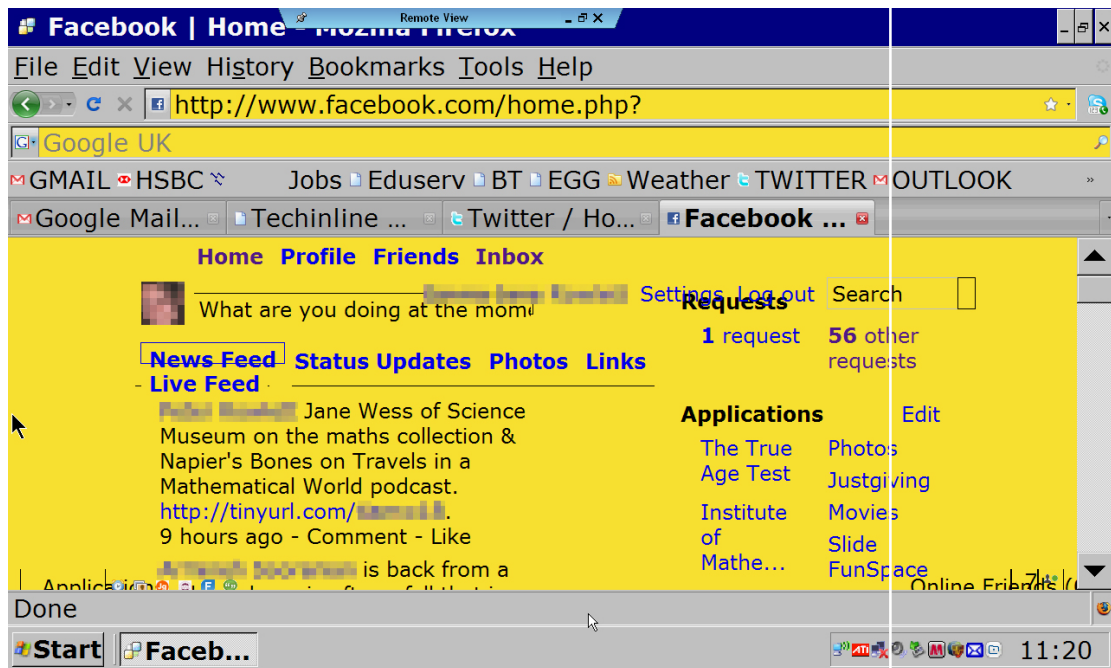 Facebook | Home - Mozilla Firefox
Remote View
File Edit View History Bookmarks Tools Help
http://www.facebook.com/home.php?
Google UK
GMAIL HSBC Jobs Eduserv BT EGG Weather TWITTER OUTLOOK »
Google Mail... Techinline ... Twitter / Ho... Facebook ...
Home Profile Friends Inbox
Settings Log out Search
What are you doing at the mom
Requests
1 request
56 other
requests
News Feed Status Updates Photos Links
Live Feed
Jane Wess of Science
Museum on the maths collection &
Napier's Bones on Travels in a
Mathematical World podcast.
http://tinyurl.com/
9 hours ago - Comment - Like
is back from a
Applications Edit
The True
Age Test
Institute
of
Mathe...
Photos
Justgiving
Movies
Slide
FunSpace
Online Friends
Done
Start Faceb... 11:20